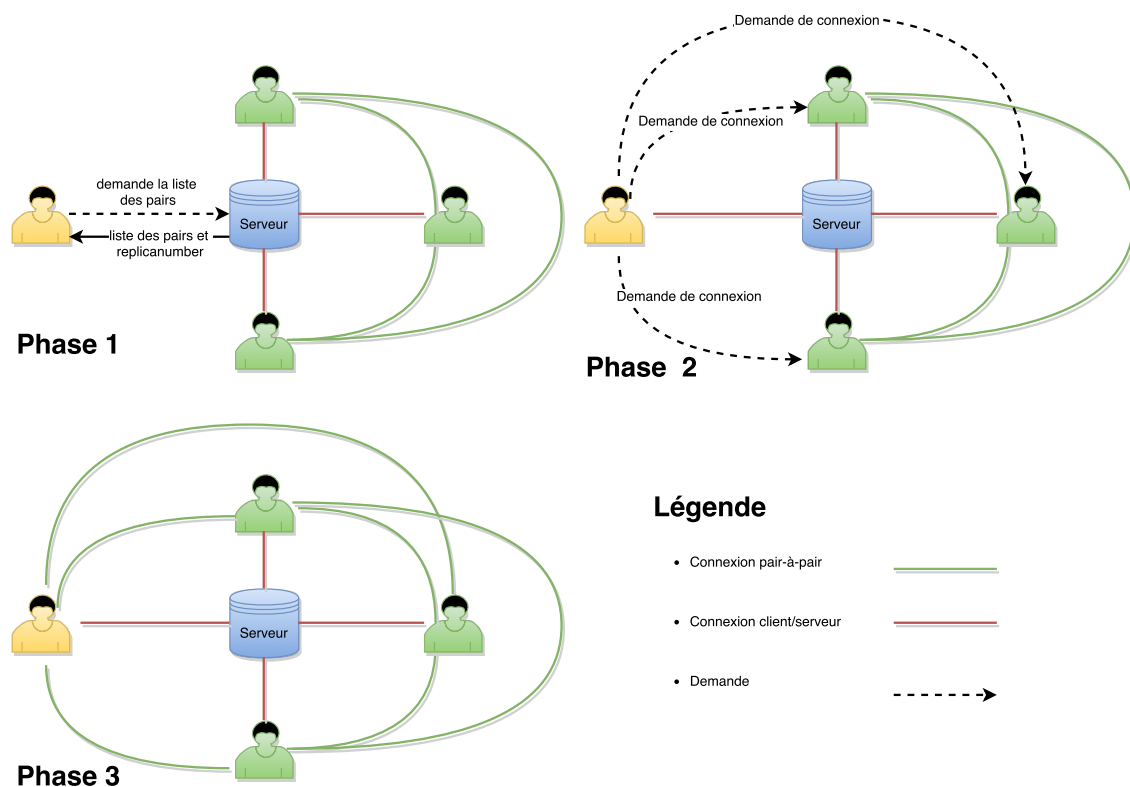 demande la liste
des pairs
Serveur
liste des pairs et
replicanumber
Phase 1
Demande de connexion
Demande de connexion
Serveur
Demande de connexion
Phase 2
Serveur
Phase 3
Légende
• Connexion pair-à-pair
• Connexion client/serveur
• Demande